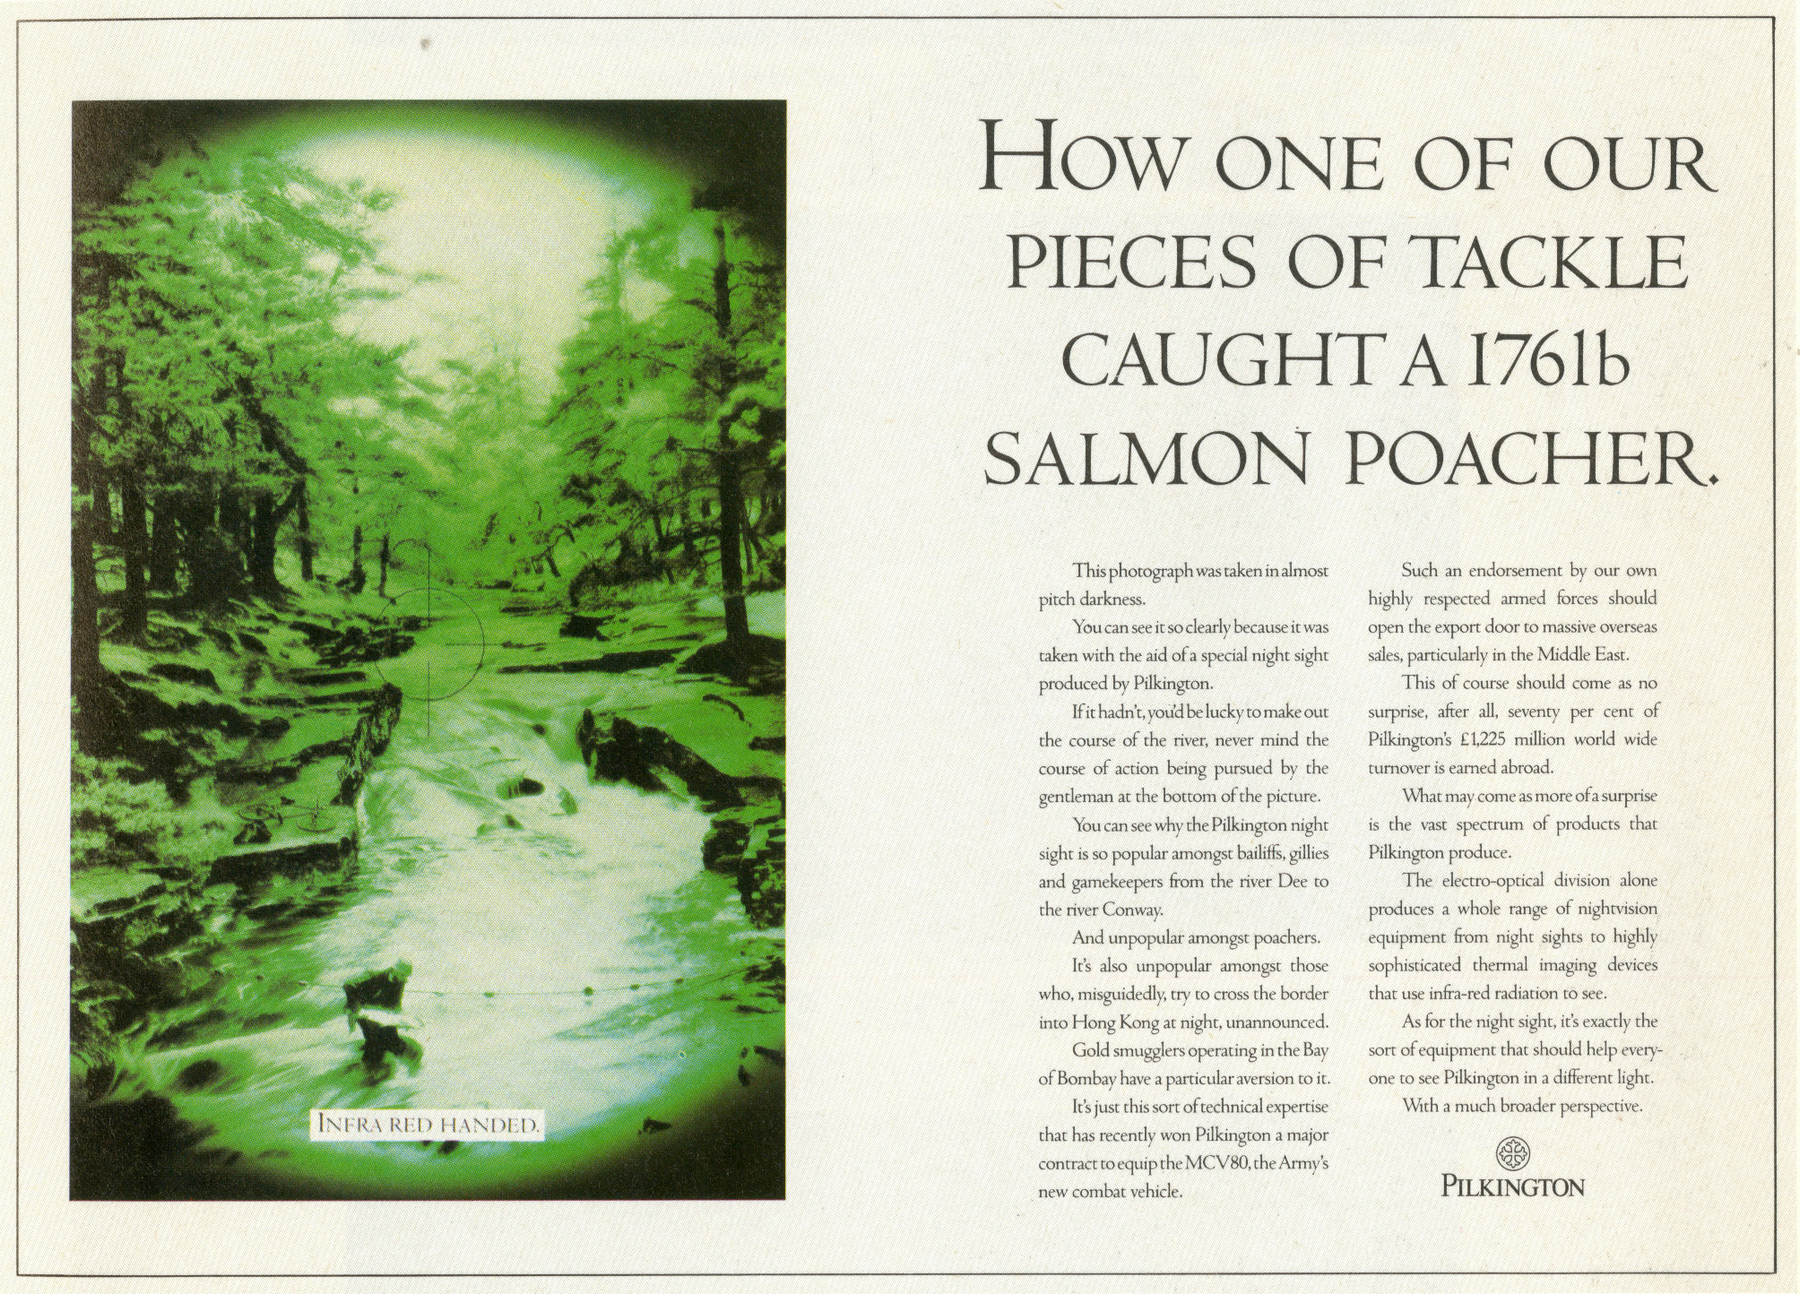 HOW ONE OF OUR
PIECES OF TACKLE
CAUGHT A 176lb
SALMON POACHER.
This photograph was taken in almost
pitch darkness.
You can see it so clearly because it was
taken with the aid of a special night sight
produced by Pilkington.
If it hadn't, you'd be lucky to make out
the course of the river, never mind the
course of action being pursued by the
gentleman at the bottom of the picture.
You can see why the Pilkington night
sight is so popular amongst bailiffs, gillies
and gamekeepers from the river Dee to
the river Conway.
And unpopular amongst poachers.
It's also unpopular amongst those
who, misguidedly, try to cross the border
into Hong Kong at night, unannounced.
Gold smugglers operating in the Bay
of Bombay have a particular aversion to it.
It's just this sort of technical expertise
that has recently won Pilkington a major
contract to equip the MCV80, the Army's
new combat vehicle.
Such an endorsement by our own
highly respected armed forces should
open the export door to massive overseas
sales, particularly in the Middle East.
This of course should come as no
surprise, after all, seventy per cent of
Pilkington's £1,225 million world wide
turnover is earned abroad.
What may come as more of a surprise
is the vast spectrum of products that
Pilkington produce.
The electro-optical division alone
produces a whole range of nightvision
equipment from night sights to highly
sophisticated thermal imaging devices
that use infra-red radiation to see.
As for the night sight, it's exactly the
sort of equipment that should help every-
one to see Pilkington in a different light.
With a much broader perspective.
PILKINGTON
INFRA RED HANDED.